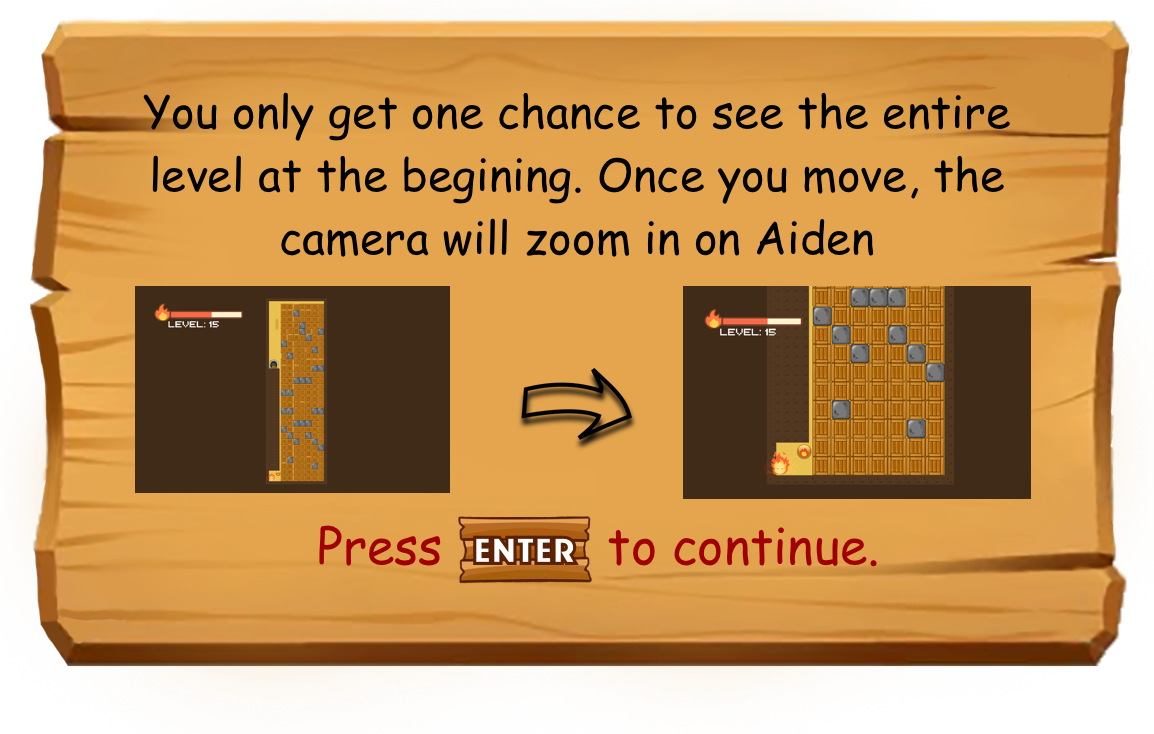 You only get one chance to see the entire
level at the begining. Once you move, the
camera will zoom in on Aiden
LEVEL: 15
LEVEL: 15
Press ENTER to continue.